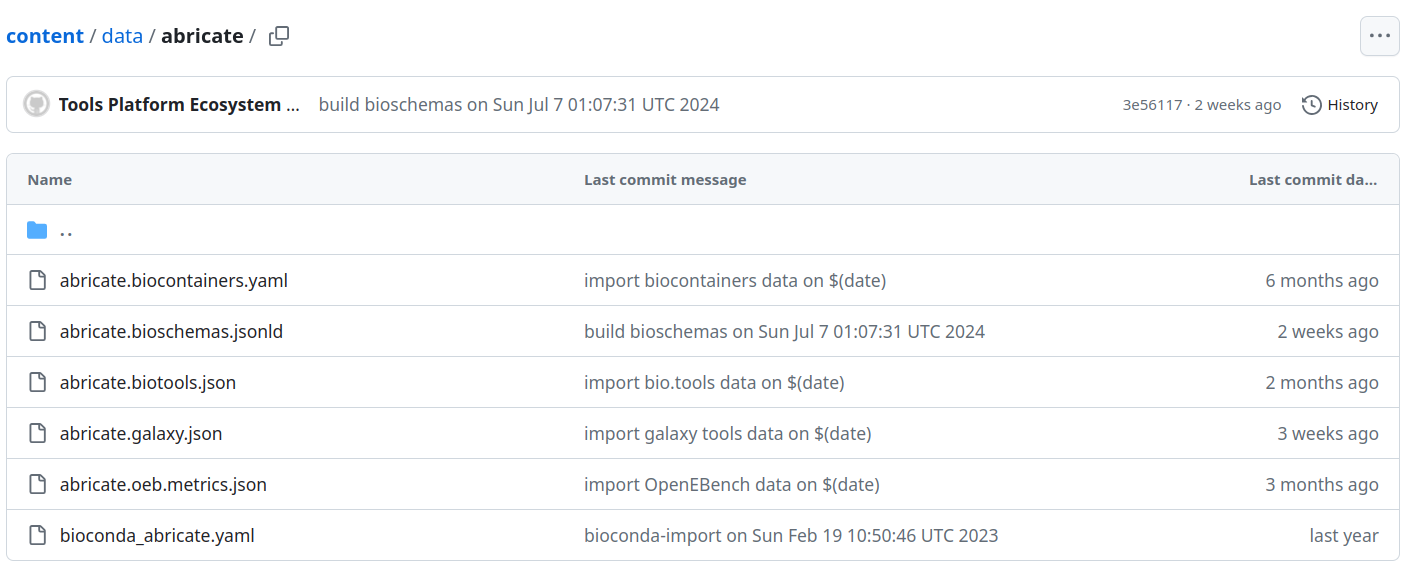 content / data / abricate /
Tools Platform Ecosystem ... build bioschemas on Sun Jul 7 01:07:31 UTC 2024 3e56117 · 2 weeks ago History
Name Last commit message Last commit da...
..
abricate.biocontainers.yaml import biocontainers data on $(date) 6 months ago
abricate.bioschemas.jsonld build bioschemas on Sun Jul 7 01:07:31 UTC 2024 2 weeks ago
abricate.biotools.json import bio.tools data on $(date) 2 months ago
abricate.galaxy.json import galaxy tools data on $(date) 3 weeks ago
abricate.oeb.metrics.json import OpenEBench data on $(date) 3 months ago
bioconda_abricate.yaml bioconda-import on Sun Feb 19 10:50:46 UTC 2023 last year